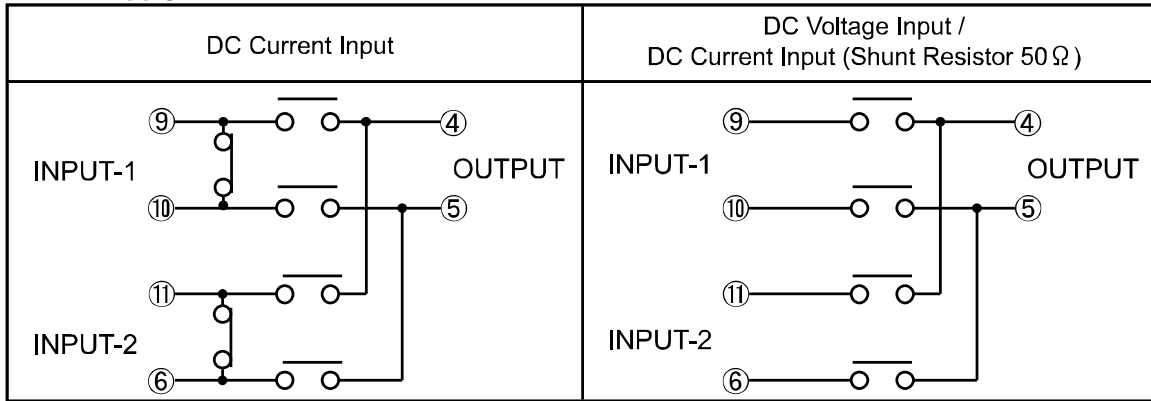 DC Current Input
DC Voltage Input /
DC Current Input (Shunt Resistor 50Ω)
⑨ ④
INPUT-1 OUTPUT
⑩ ⑤
⑪
INPUT-2
⑥
⑨ ④
INPUT-1 OUTPUT
⑩ ⑤
⑪
INPUT-2
⑥